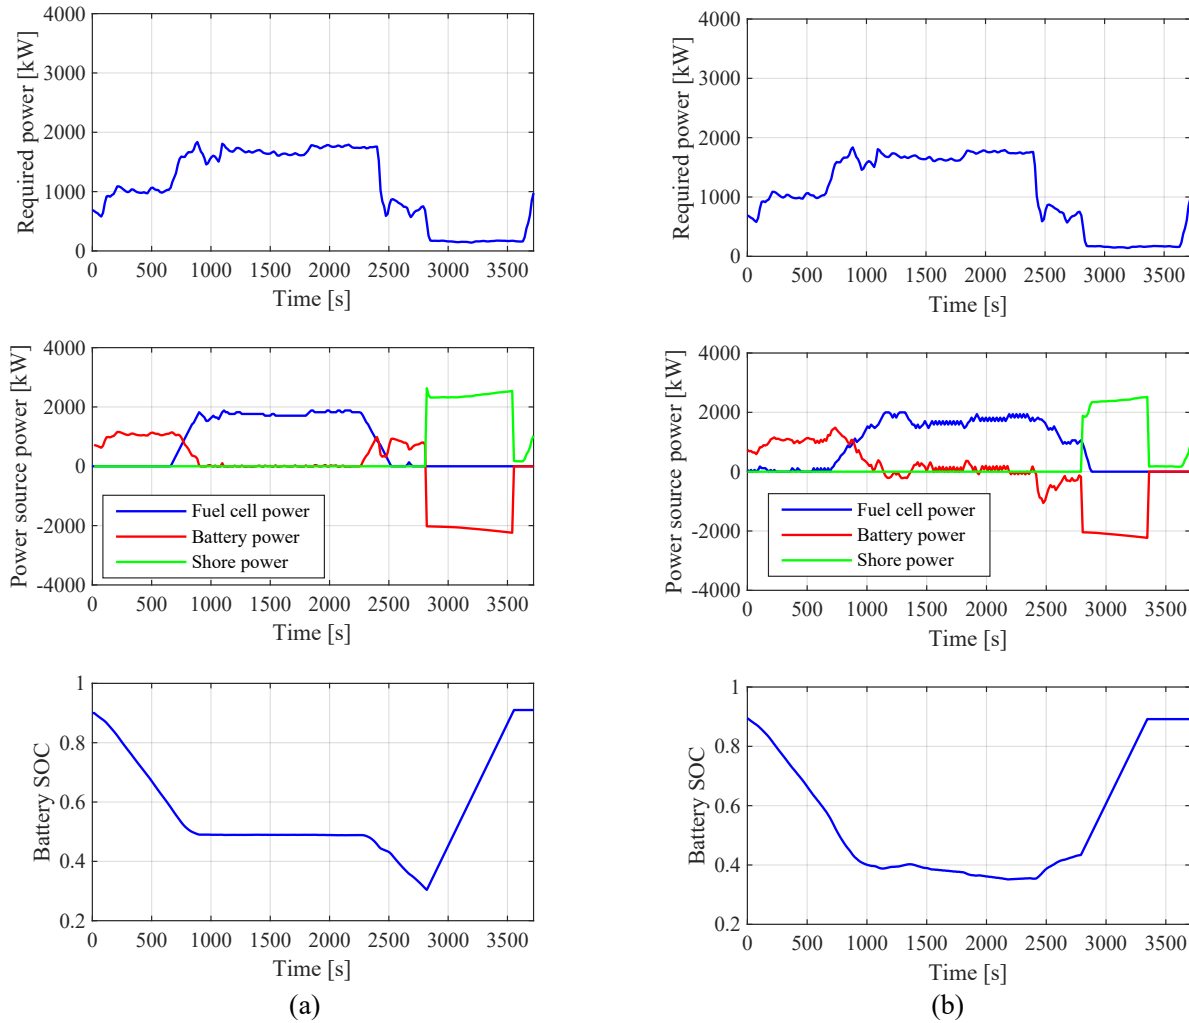 4000
3000
2000
1000
0
Required power [kW]
0 500 1000 1500 2000 2500 3000 3500
Time [s]
4000
2000
0
-2000
-4000
Power source power [kW]
Fuel cell power
Battery power
Shore power
0 500 1000 1500 2000 2500 3000 3500
Time [s]
1
0.8
0.6
0.4
0.2
Battery SOC
0 500 1000 1500 2000 2500 3000 3500
Time [s]
(a)
4000
3000
2000
1000
0
Required power [kW]
0 500 1000 1500 2000 2500 3000 3500
Time [s]
4000
2000
0
-2000
-4000
Power source power [kW]
Fuel cell power
Battery power
Shore power
0 500 1000 1500 2000 2500 3000 3500
Time [s]
1
0.8
0.6
0.4
0.2
Battery SOC
0 500 1000 1500 2000 2500 3000 3500
Time [s]
(b)